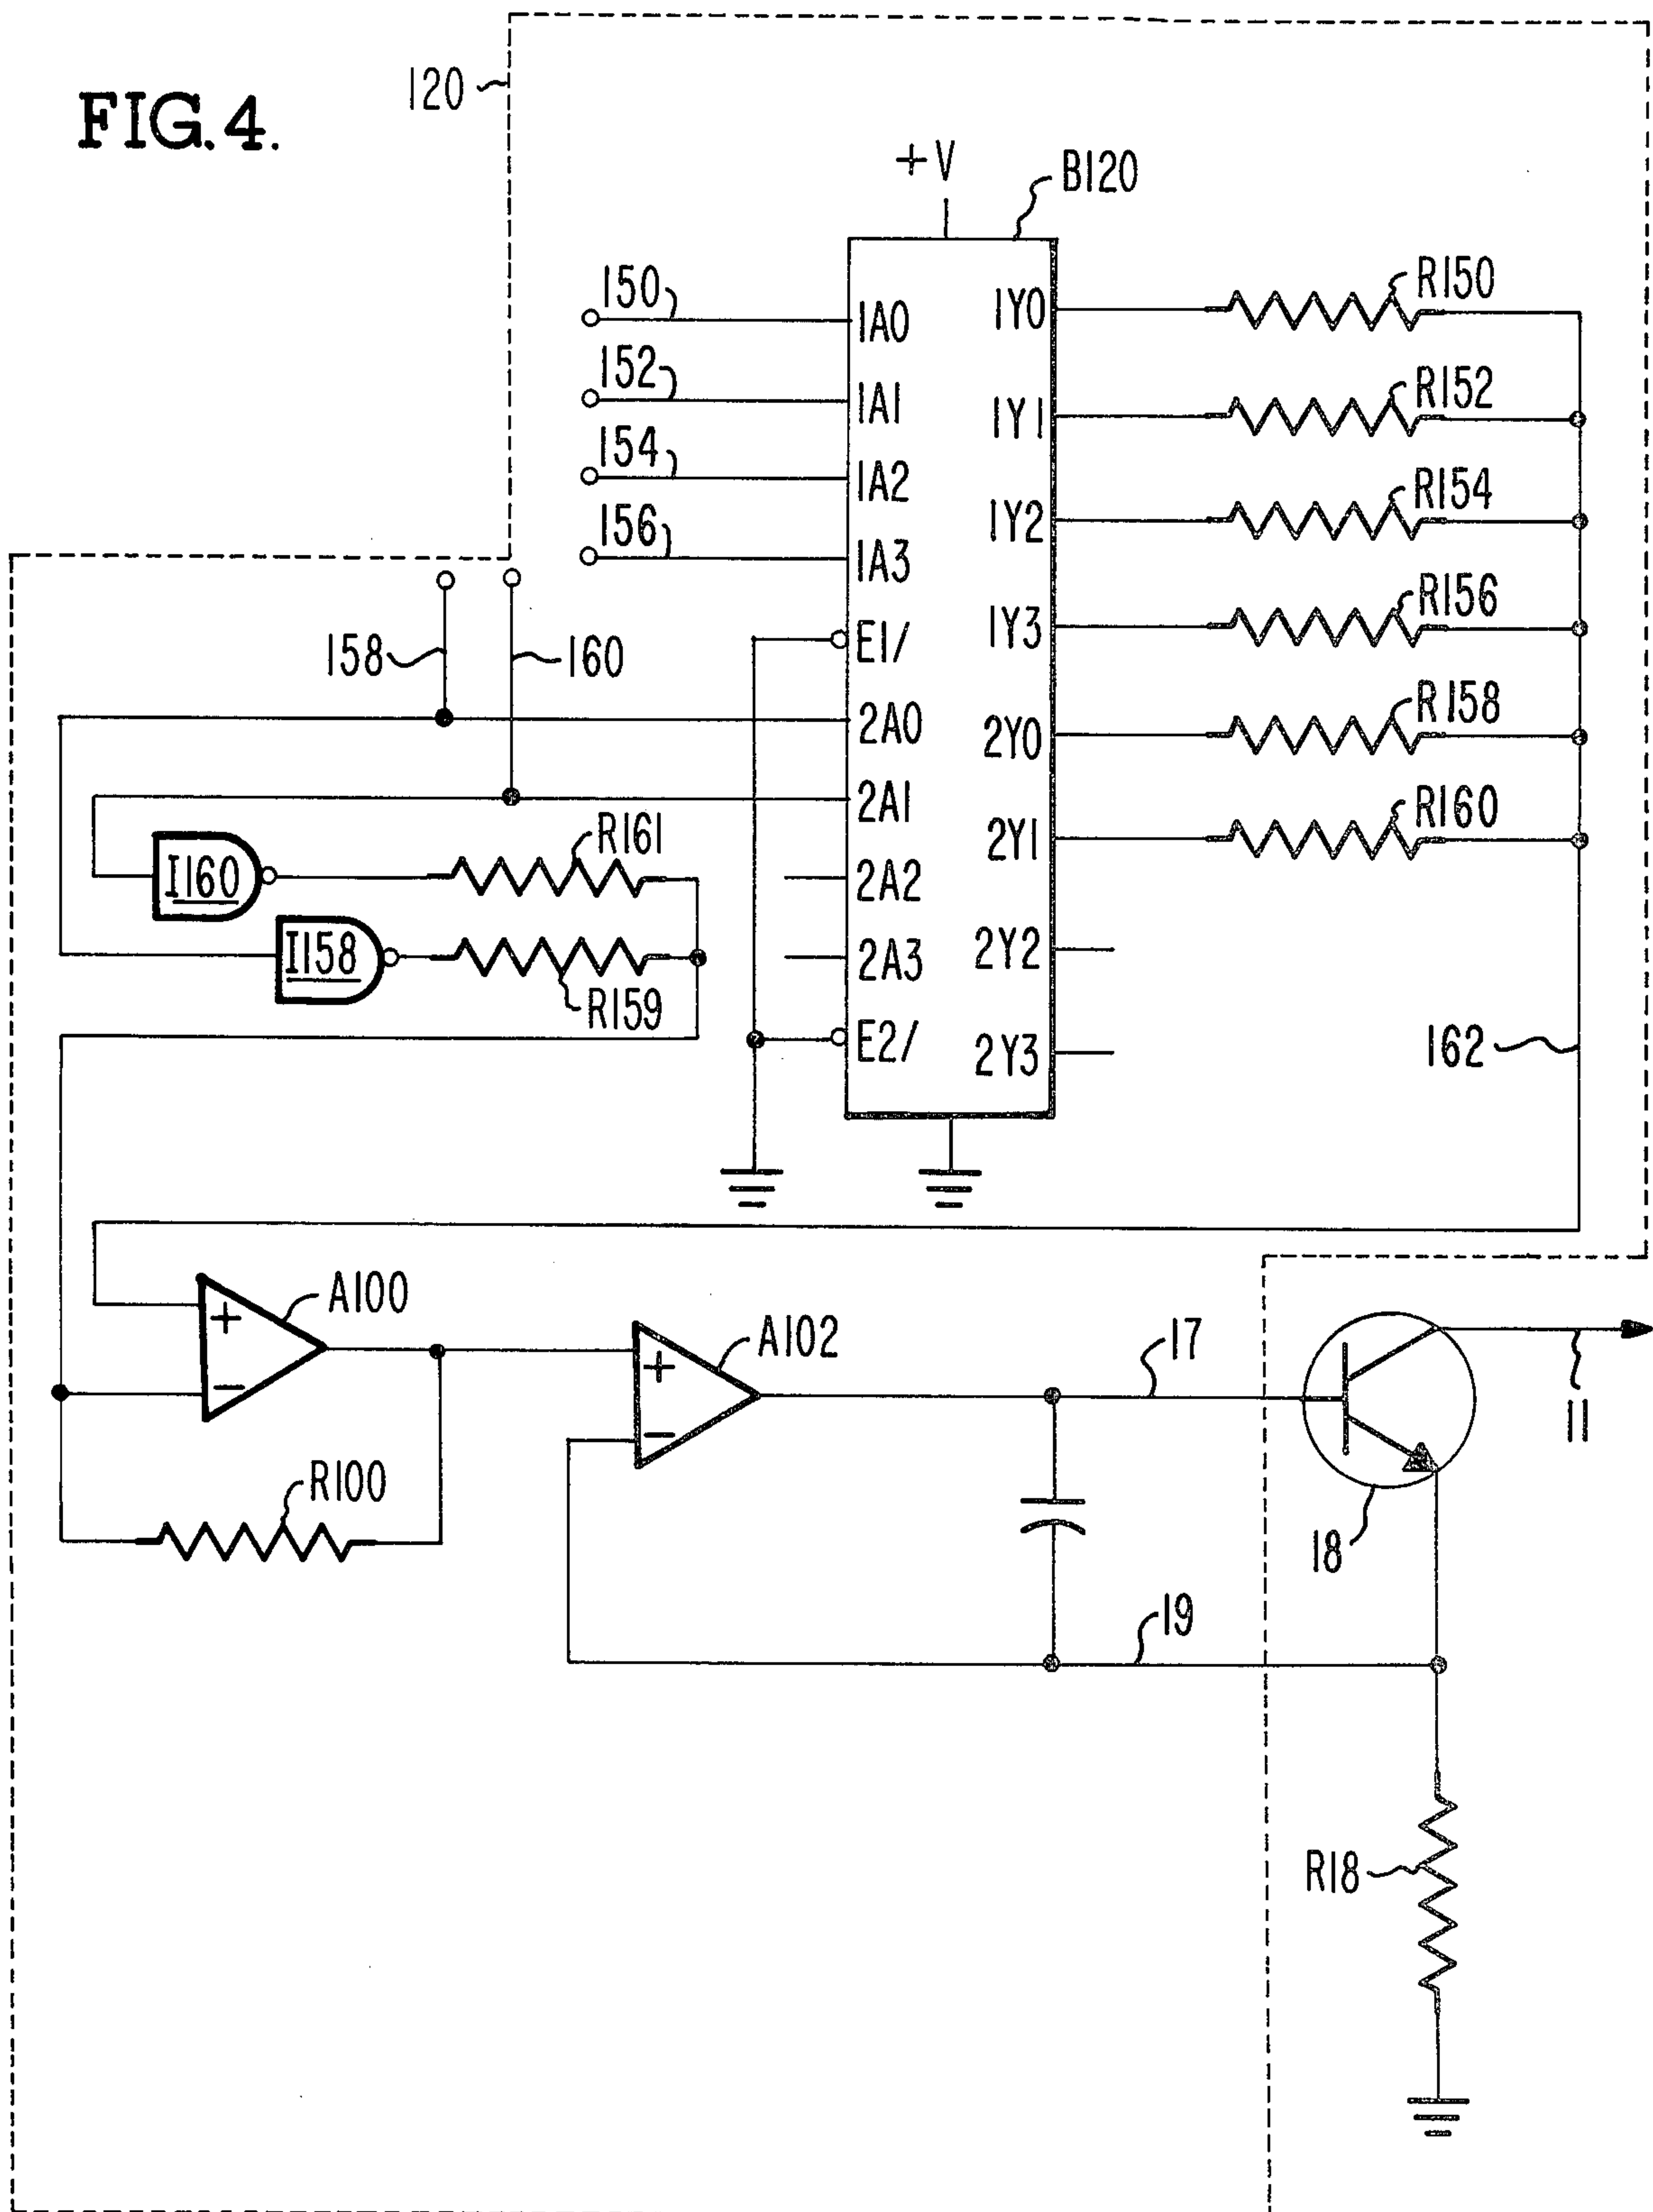 FIG. 4.
120
+V
B120
150
152
154
156
158
160
1A0
1A1
1A2
1A3
E1/
2A0
2A1
2A2
2A3
E2/
1Y0
1Y1
1Y2
1Y3
2Y0
2Y1
2Y2
2Y3
R150
R152
R154
R156
R158
R160
I160
R161
I158
R159
162
+
−
A100
R100
+
−
A102
17
11
18
19
R18